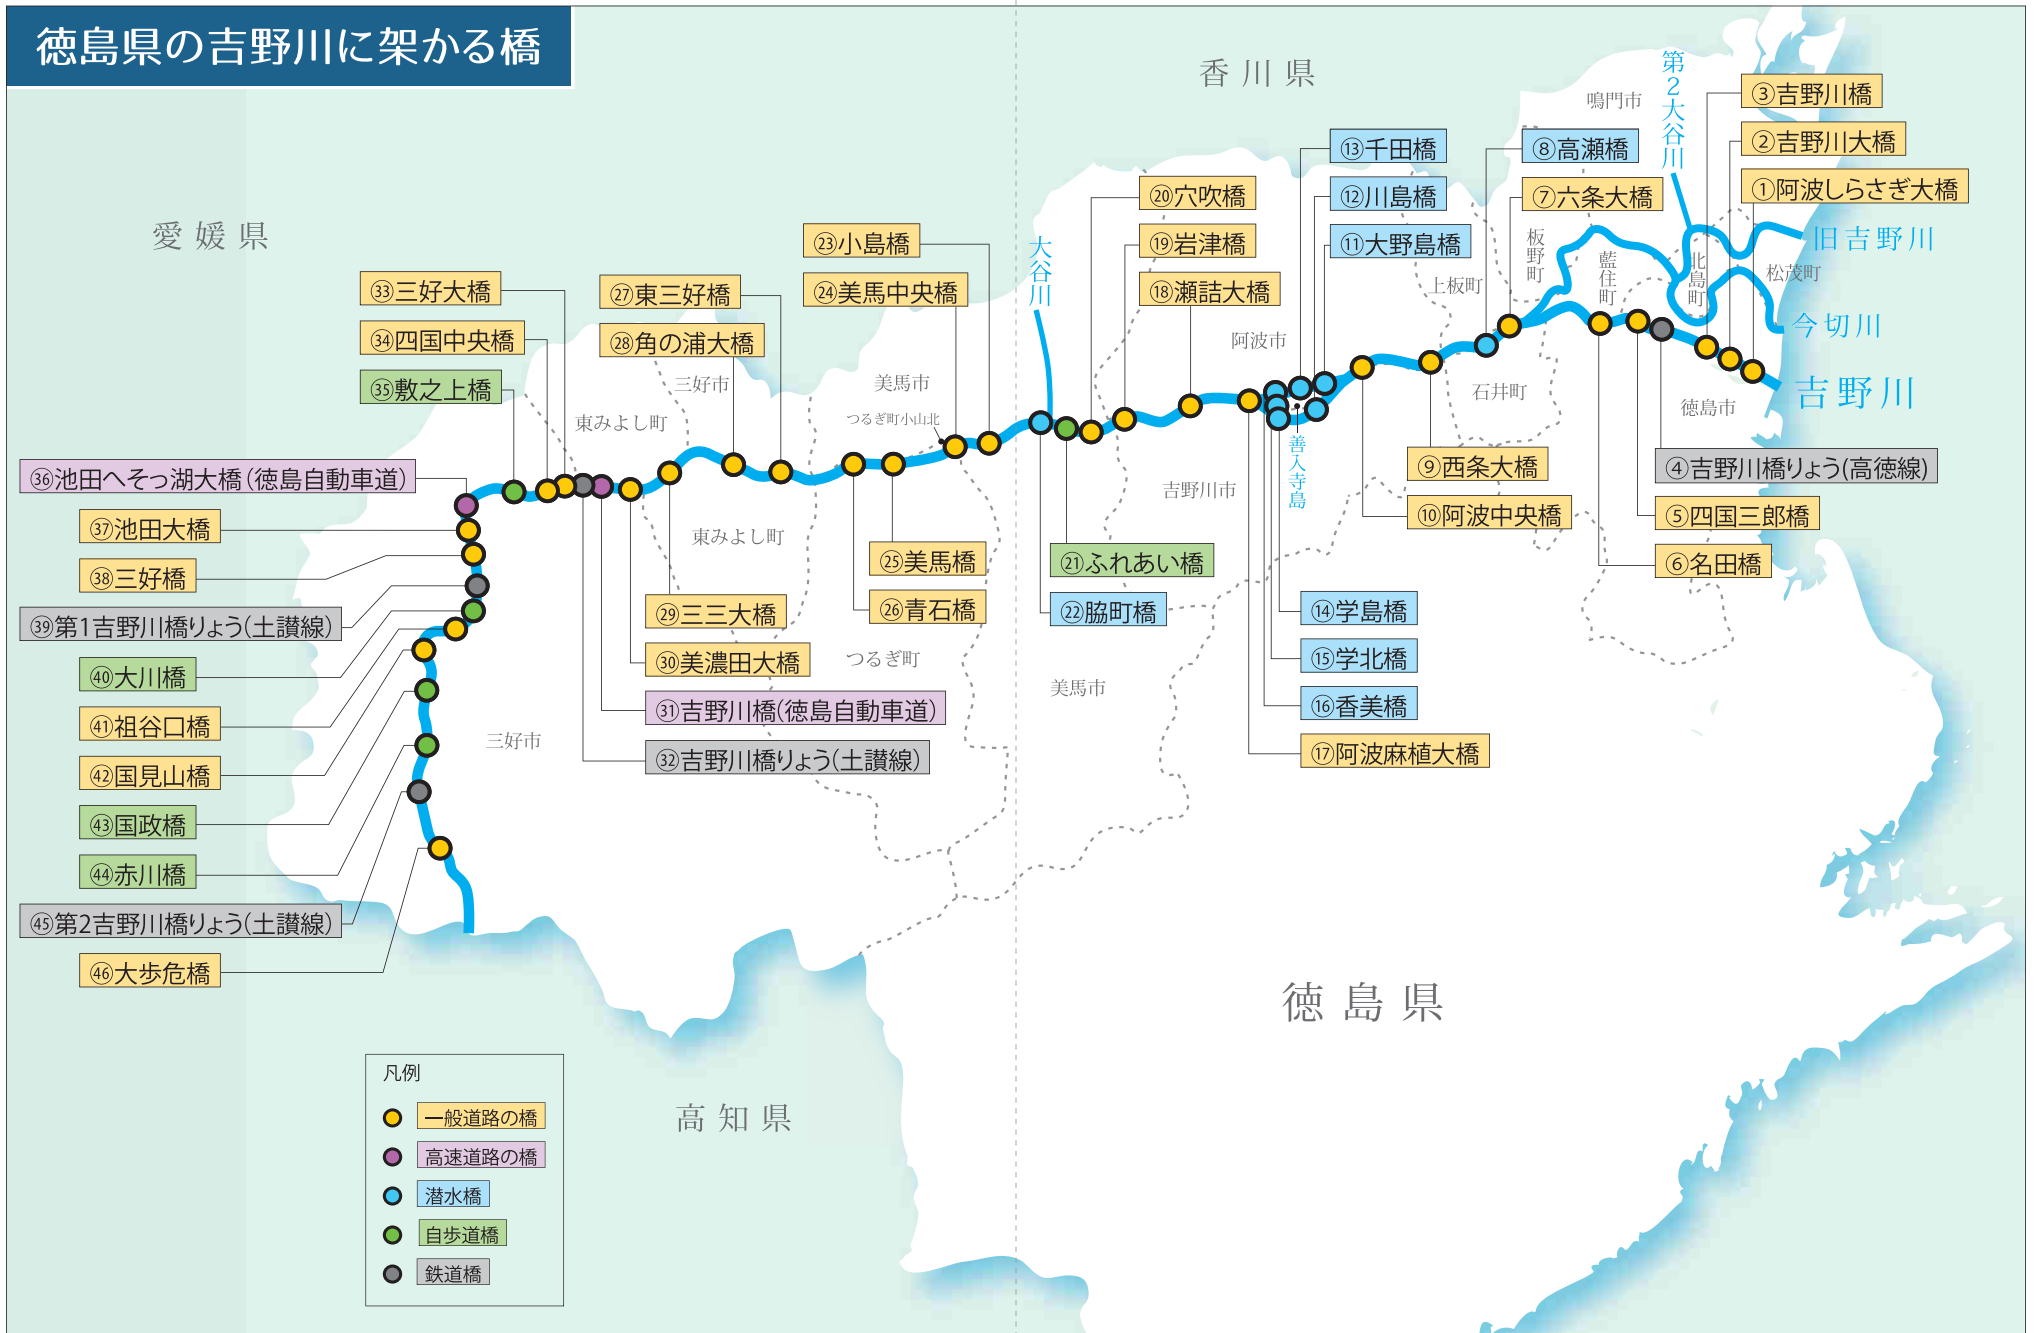 徳島県の吉野川に架かる橋
香川県
愛媛県
高知県
徳島県
鳴門市
第2大谷川
旧吉野川
今切川
吉野川
大谷川
善入寺島
板野町
上板町
藍住町
北島町
松茂町
徳島市
石井町
阿波市
吉野川市
美馬市
つるぎ町小山北
三好市
東みよし町
東みよし町
つるぎ町
美馬市
三好市
①阿波しらさぎ大橋
②吉野川大橋
③吉野川橋
④吉野川橋りょう(高徳線)
⑤四国三郎橋
⑥名田橋
⑦六条大橋
⑧高瀬橋
⑨西条大橋
⑩阿波中央橋
⑪大野島橋
⑫川島橋
⑬千田橋
⑭学島橋
⑮学北橋
⑯香美橋
⑰阿波麻植大橋
⑱瀬詰大橋
⑲岩津橋
⑳穴吹橋
㉑ふれあい橋
㉒脇町橋
㉓小島橋
㉔美馬中央橋
㉕美馬橋
㉖青石橋
㉗東三好橋
㉘角の浦大橋
㉙三三大橋
㉚美濃田大橋
㉛吉野川橋(徳島自動車道)
㉜吉野川橋りょう(土讃線)
㉝三好大橋
㉞四国中央橋
㉟敷之上橋
㊱池田へそっ湖大橋(徳島自動車道)
㊲池田大橋
㊳三好橋
㊴第1吉野川橋りょう(土讃線)
㊵大川橋
㊶祖谷口橋
㊷国見山橋
㊸国政橋
㊹赤川橋
㊺第2吉野川橋りょう(土讃線)
㊻大歩危橋
凡例
一般道路の橋
高速道路の橋
潜水橋
自歩道橋
鉄道橋